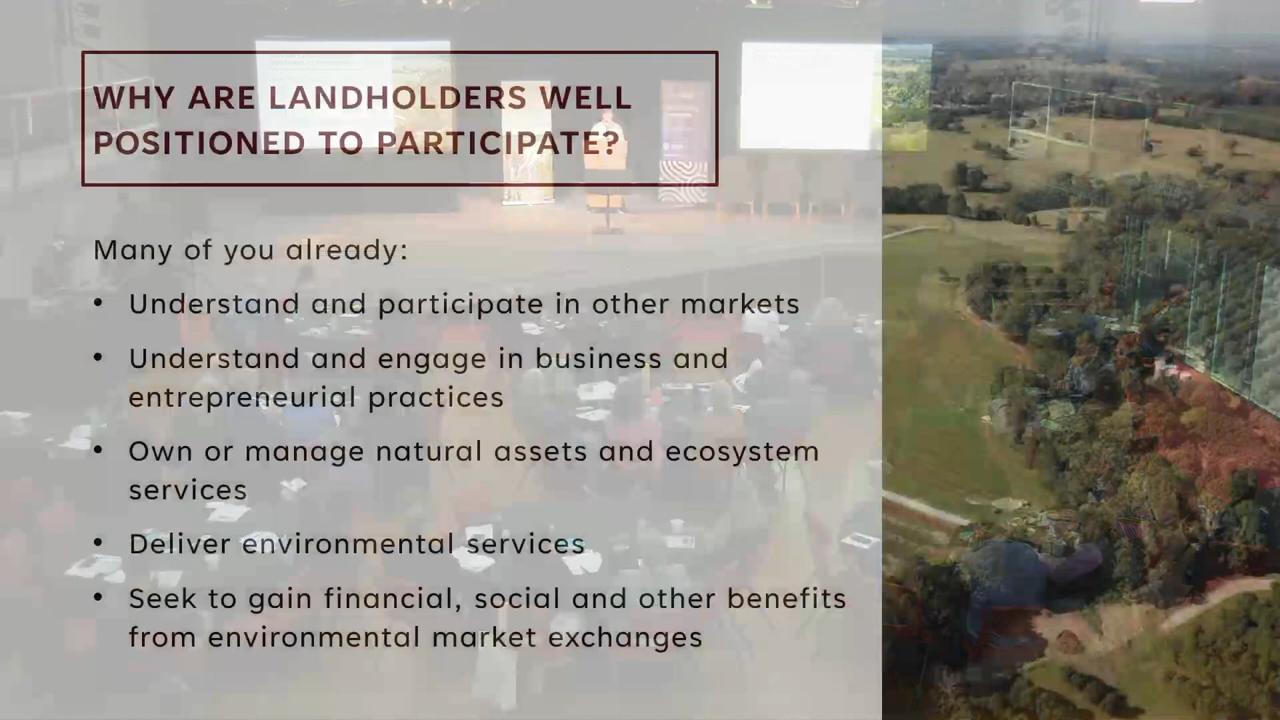 WHY ARE LANDHOLDERS WELL
POSITIONED TO PARTICIPATE?
Many of you already:
• Understand and participate in other markets
• Understand and engage in business and
entrepreneurial practices
• Own or manage natural assets and ecosystem
services
• Deliver environmental services
• Seek to gain financial, social and other benefits
from environmental market exchanges